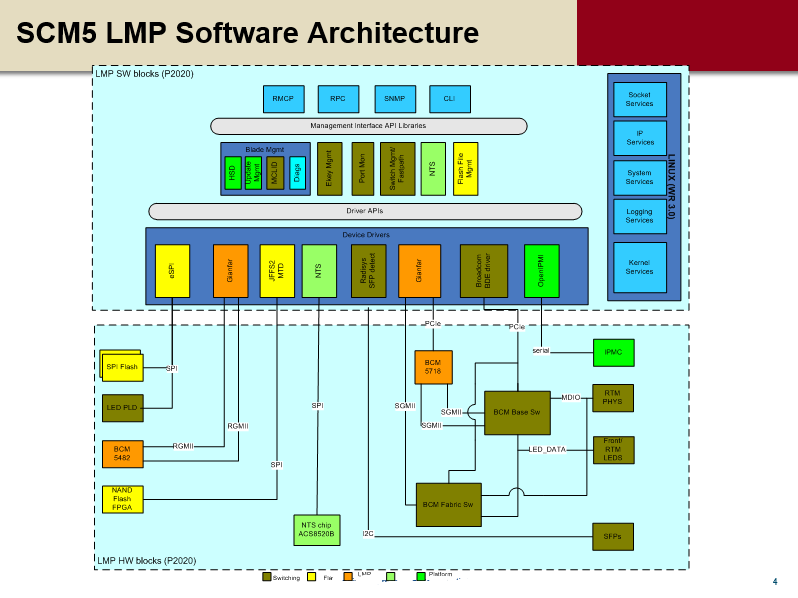 SCM5 LMP Software Architecture
LMP SW blocks (P2020)
RMCP
RPC
SNMP
CLI
Management Interface API Libraries
Blade Mgmt
HSD
Update
Mgmt
MCLID
Diags
Ekey Mgmt
Port Mon
Switch Mgmt/
Fastpath
NTS
Flash File
Mgmt
Driver APIs
Device Drivers
eSPI
Gianfar
JFFS2
MTD
NTS
Radisys
SFP detect
Gianfar
Broadcom
BDE driver
OpenIPMI
Socket
Services
IP
Services
System
Services
Logging
Services
Kernel
Services
LINUX (WR 3.0)
PCIe
PCIe
serial
IPMC
SPI Flash
SPI
LED PLD
BCM
5718
SGMII
SGMII
SGMII
BCM Base Sw
MDIO
RTM
PHYS
RGMII
RGMII
SPI
BCM
5482
LED_DATA
Front/
RTM
LEDS
SPI
NAND
Flash
FPGA
BCM Fabric Sw
NTS chip
ACS8520B
I2C
SFPs
LMP HW blocks (P2020)
Switching
Platform
4